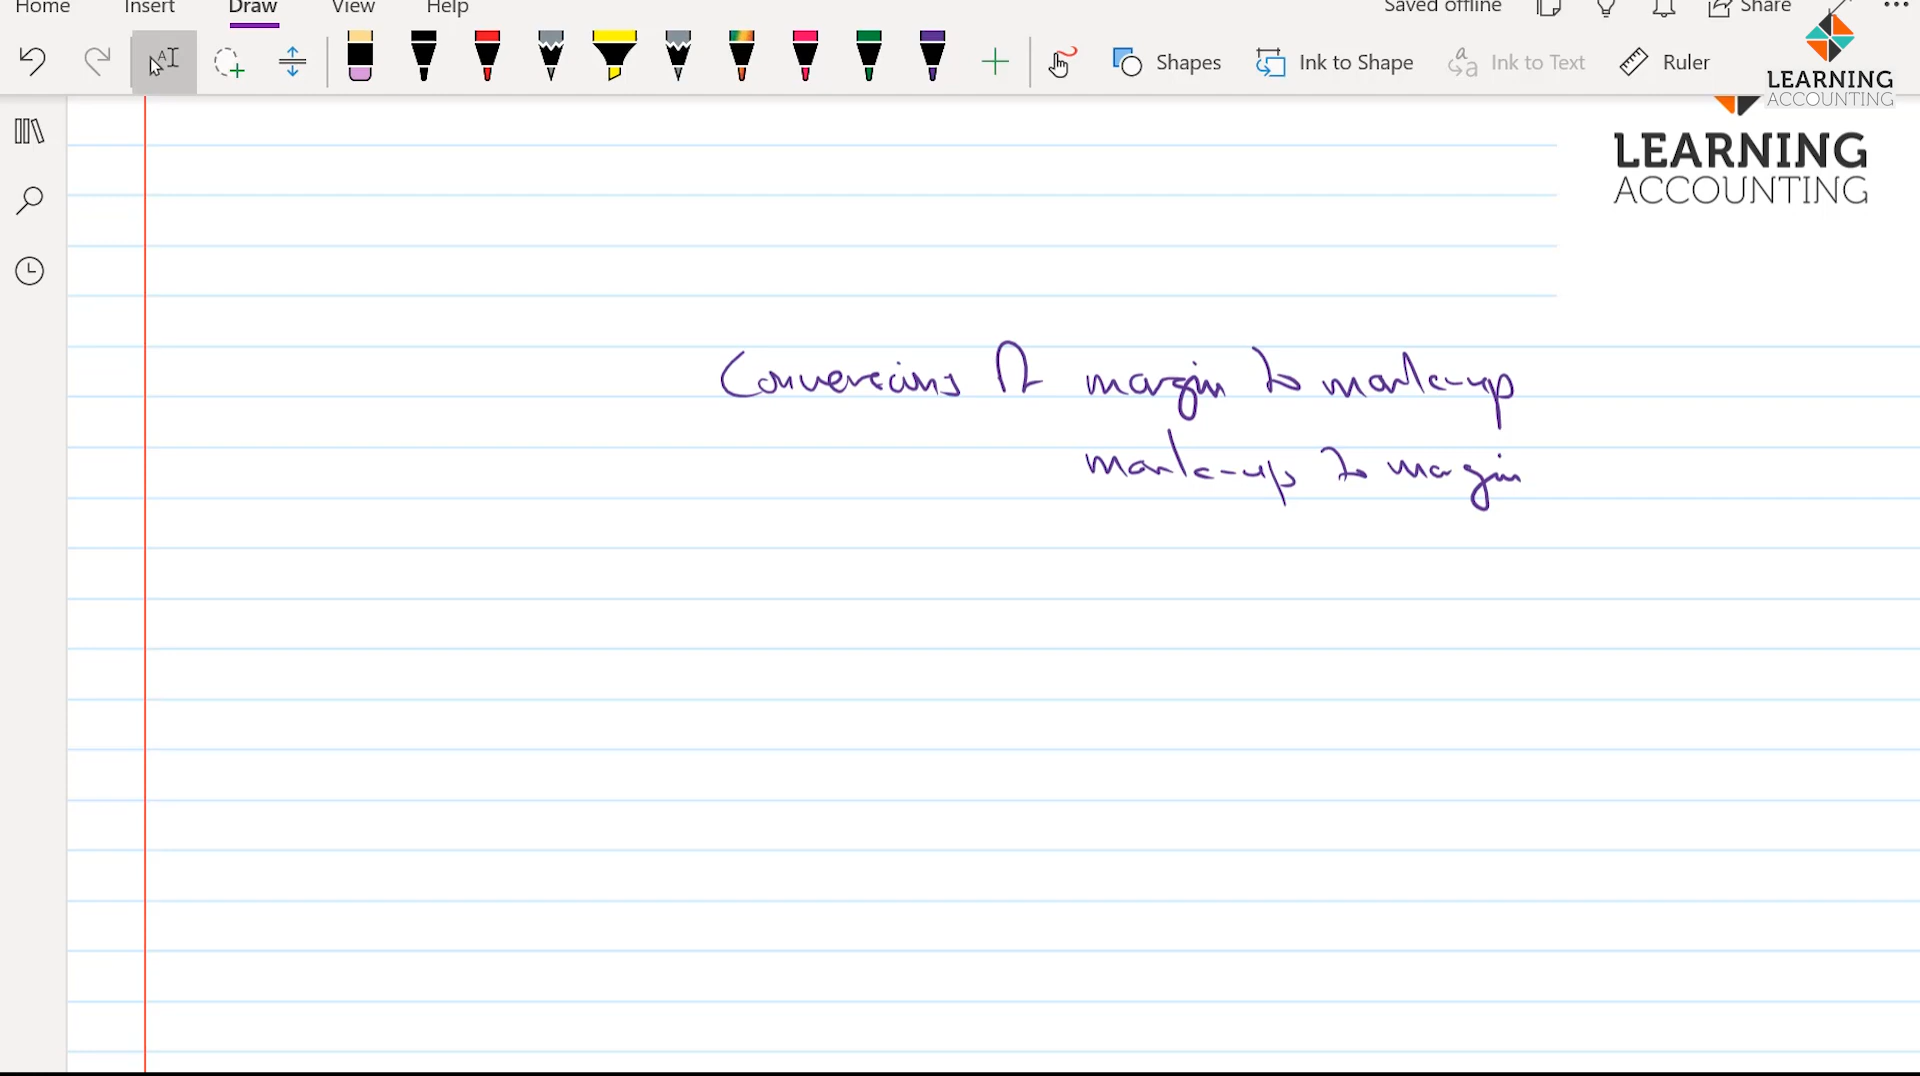 Home Insert Draw View Help Saved offline Share
Shapes Ink to Shape Ink to Text Ruler
LEARNING
ACCOUNTING
LEARNING
ACCOUNTING
Conversions of margin to mark-up
mark-up to margin